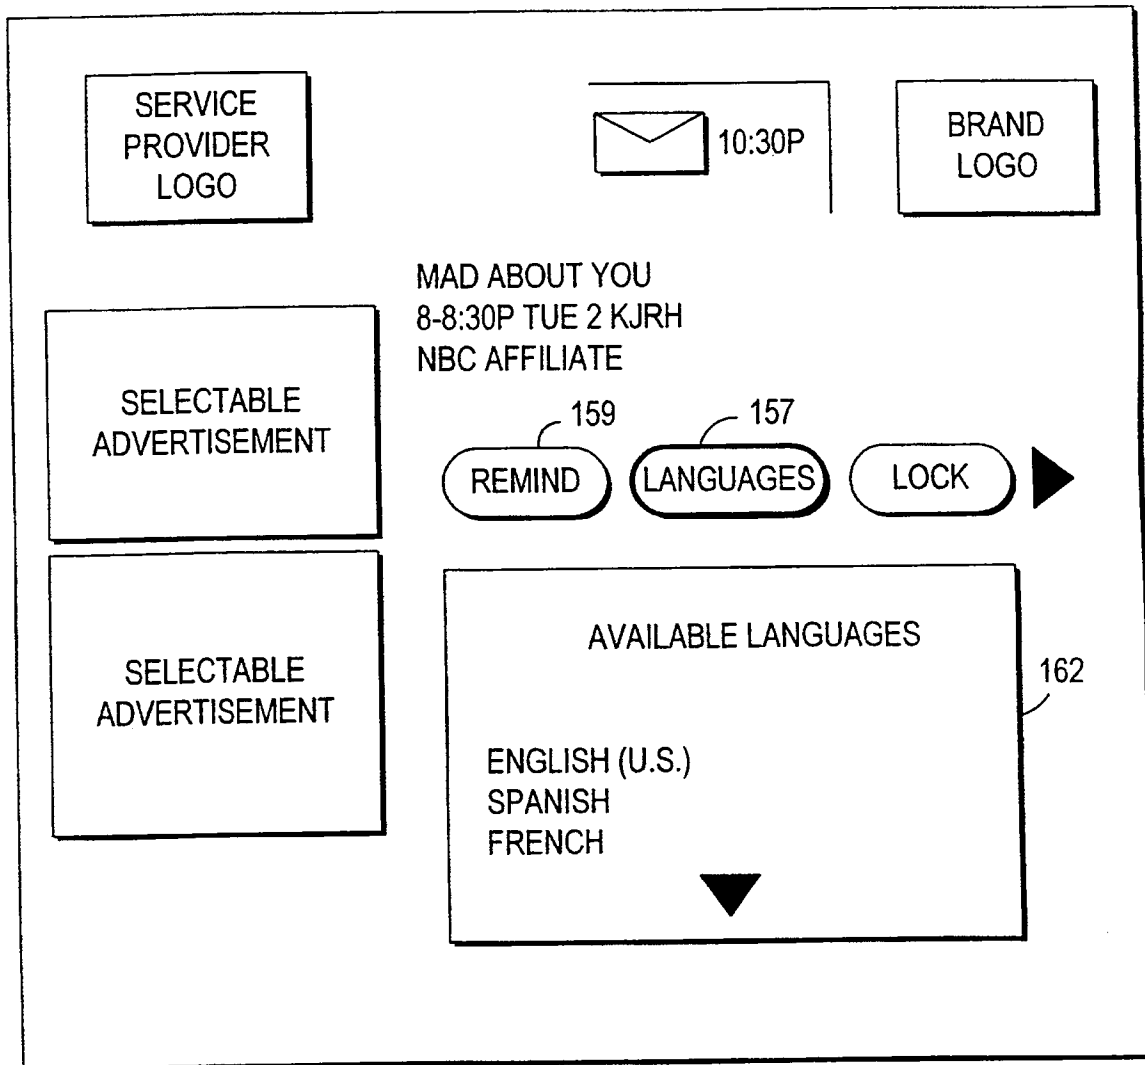 SERVICE
PROVIDER
LOGO
10:30P
BRAND
LOGO
MAD ABOUT YOU
8-8:30P TUE 2 KJRH
NBC AFFILIATE
SELECTABLE
ADVERTISEMENT
159
157
REMIND
LANGUAGES
LOCK
SELECTABLE
ADVERTISEMENT
AVAILABLE LANGUAGES
162
ENGLISH (U.S.)
SPANISH
FRENCH